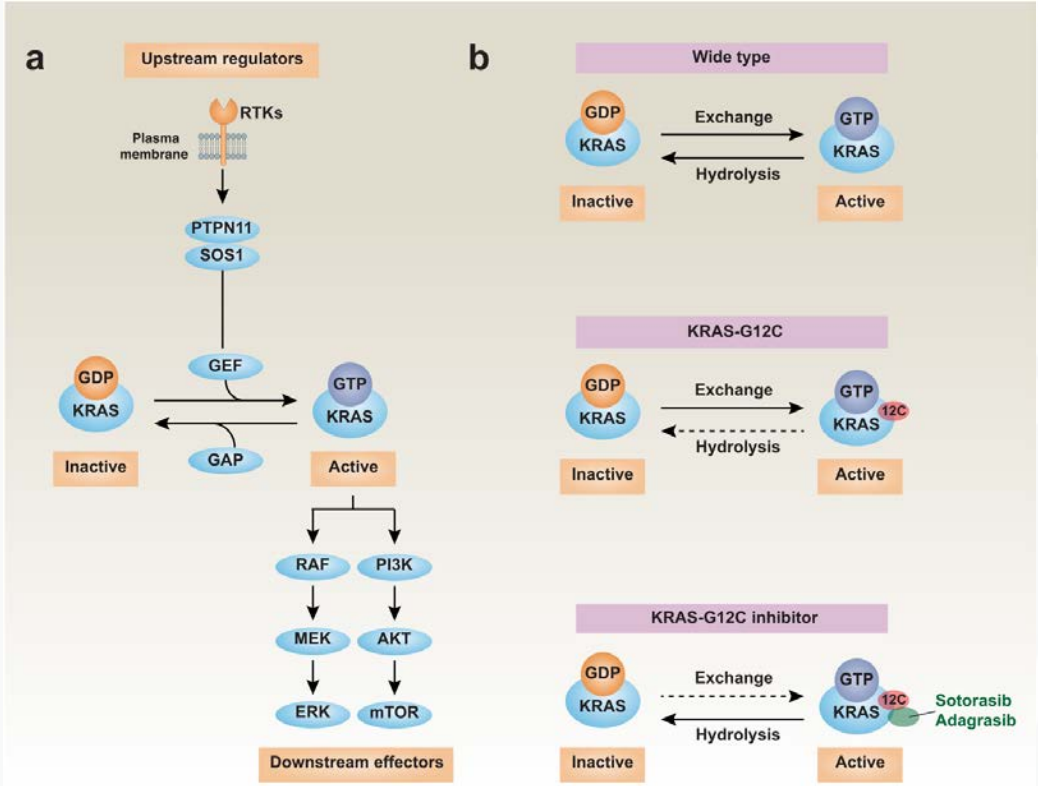 a
Upstream regulators
RTKs
Plasma
membrane
PTPN11
SOS1
GEF
GDP
KRAS
GTP
KRAS
Inactive
GAP
Active
RAF
PI3K
MEK
AKT
ERK
mTOR
Downstream effectors
b
Wide type
GDP
KRAS
Exchange
Hydrolysis
GTP
KRAS
Inactive
Active
KRAS-G12C
GDP
KRAS
Exchange
Hydrolysis
GTP
KRAS
12C
Inactive
Active
KRAS-G12C inhibitor
GDP
KRAS
Exchange
Hydrolysis
GTP
KRAS
12C
Sotorasib
Adagrasib
Inactive
Active